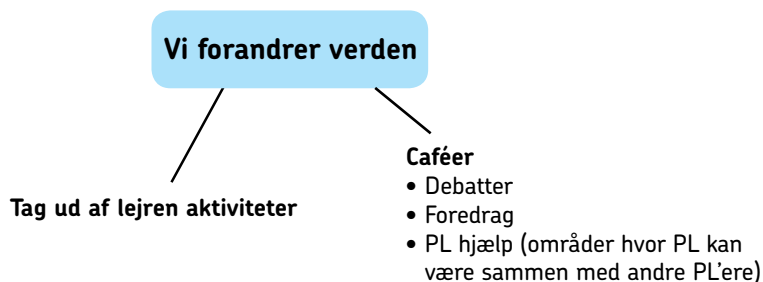 Vi forandrer verden
Tag ud af lejren aktiviteter
Caféer
• Debatter
• Foredrag
• PL hjælp (områder hvor PL kan
være sammen med andre PL’ere)